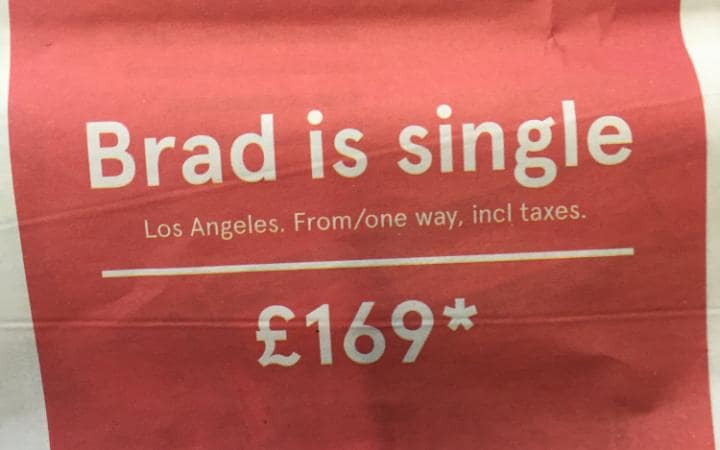 Brad is single
Los Angeles. From/one way, incl taxes.
£169*